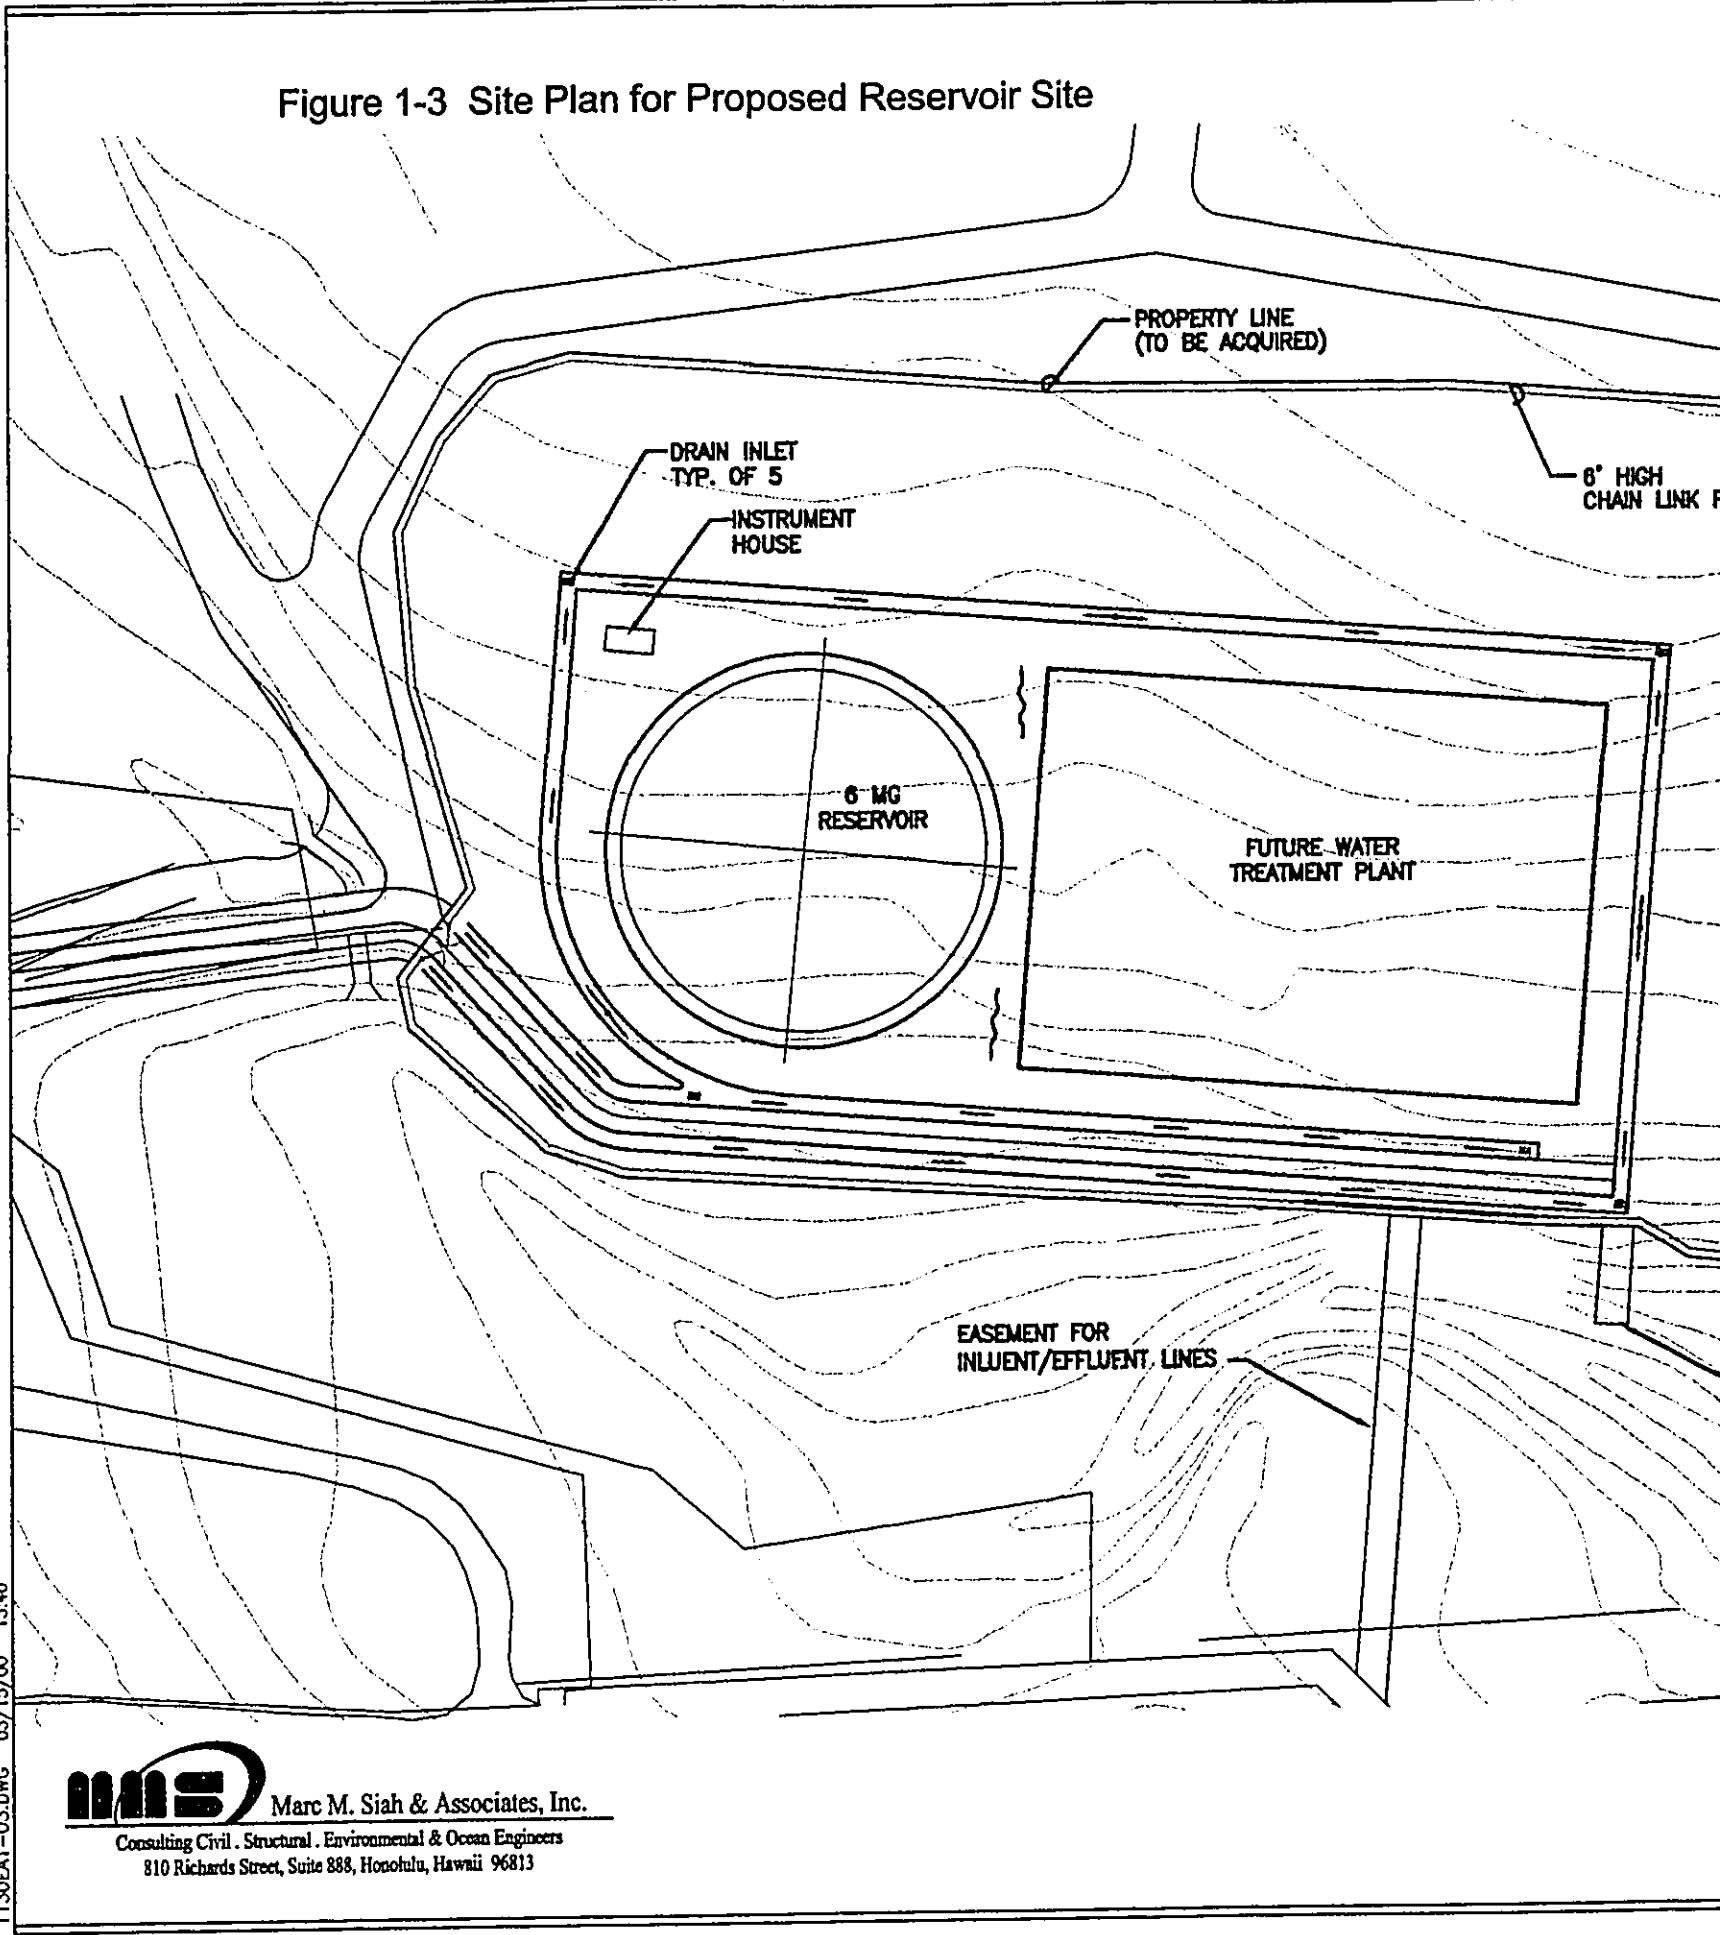 Figure 1-3 Site Plan for Proposed Reservoir Site
PROPERTY LINE
(TO BE ACQUIRED)
DRAIN INLET
TYP. OF 5
6' HIGH
CHAIN LINK F
INSTRUMENT
HOUSE
6 MG
RESERVOIR
FUTURE WATER
TREATMENT PLANT
EASEMENT FOR
INLUENT/EFFLUENT LINES
Marc M. Siah & Associates, Inc.
Consulting Civil . Structural . Environmental & Ocean Engineers
810 Richards Street, Suite 888, Honolulu, Hawaii 96813